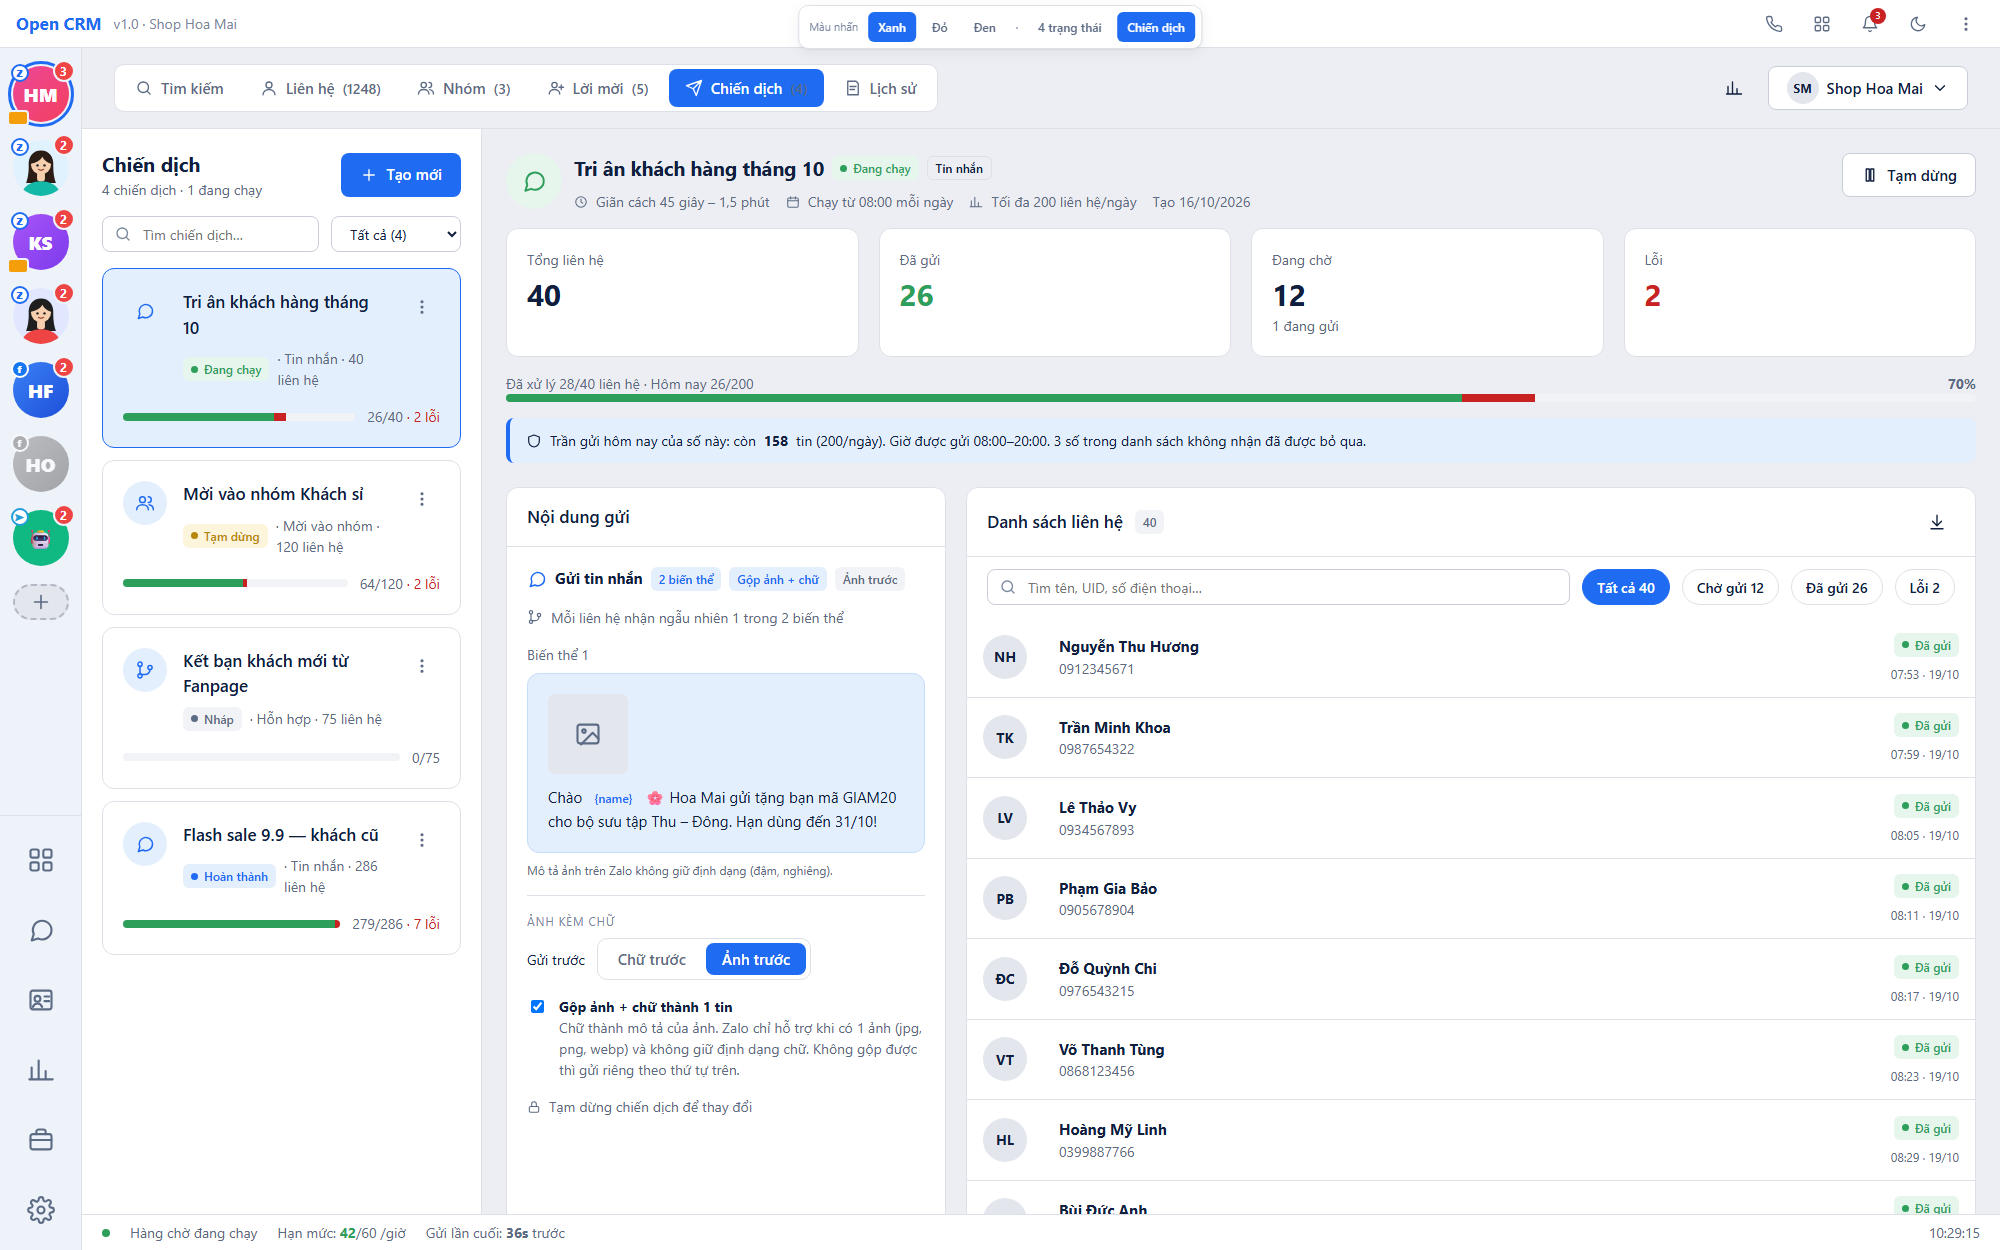 Open CRM v1.0 · Shop Hoa Mai
Màu nhấn Xanh Đỏ Đen · 4 trạng thái Chiến dịch
3
Tìm kiếm Liên hệ (1248) Nhóm (3) Lời mời (5) Chiến dịch (4) Lịch sử
SM Shop Hoa Mai
HM 3
2
KS 2
2
HF 2
HO
2
Chiến dịch
4 chiến dịch · 1 đang chạy
Tạo mới
Tìm chiến dịch...
Tất cả (4)
Tri ân khách hàng tháng
10
Đang chạy · Tin nhắn · 40
liên hệ
26/40 · 2 lỗi
Mời vào nhóm Khách sỉ
Tạm dừng · Mời vào nhóm ·
120 liên hệ
64/120 · 2 lỗi
Kết bạn khách mới từ
Fanpage
Nháp · Hỗn hợp · 75 liên hệ
0/75
Flash sale 9.9 — khách cũ
Hoàn thành · Tin nhắn · 286
liên hệ
279/286 · 7 lỗi
Tri ân khách hàng tháng 10 Đang chạy Tin nhắn
Giãn cách 45 giây – 1,5 phút Chạy từ 08:00 mỗi ngày Tối đa 200 liên hệ/ngày Tạo 16/10/2026
Tạm dừng
Tổng liên hệ
40
Đã gửi
26
Đang chờ
12
1 đang gửi
Lỗi
2
Đã xử lý 28/40 liên hệ · Hôm nay 26/200 70%
Trần gửi hôm nay của số này: còn 158 tin (200/ngày). Giờ được gửi 08:00–20:00. 3 số trong danh sách không nhận đã được bỏ qua.
Nội dung gửi
Gửi tin nhắn 2 biến thể Gộp ảnh + chữ Ảnh trước
Mỗi liên hệ nhận ngẫu nhiên 1 trong 2 biến thể
Biến thể 1
Chào {name} 🌸 Hoa Mai gửi tặng bạn mã GIAM20
cho bộ sưu tập Thu – Đông. Hạn dùng đến 31/10!
Mô tả ảnh trên Zalo không giữ định dạng (đậm, nghiêng).
ẢNH KÈM CHỮ
Gửi trước Chữ trước Ảnh trước
Gộp ảnh + chữ thành 1 tin
Chữ thành mô tả của ảnh. Zalo chỉ hỗ trợ khi có 1 ảnh (jpg,
png, webp) và không giữ định dạng chữ. Không gộp được
thì gửi riêng theo thứ tự trên.
Tạm dừng chiến dịch để thay đổi
Danh sách liên hệ 40
Tìm tên, UID, số điện thoại...
Tất cả 40 Chờ gửi 12 Đã gửi 26 Lỗi 2
NH Nguyễn Thu Hương Đã gửi
0912345671 07:53 · 19/10
TK Trần Minh Khoa Đã gửi
0987654322 07:59 · 19/10
LV Lê Thảo Vy Đã gửi
0934567893 08:05 · 19/10
PB Phạm Gia Bảo Đã gửi
0905678904 08:11 · 19/10
ĐC Đỗ Quỳnh Chi Đã gửi
0976543215 08:17 · 19/10
VT Võ Thanh Tùng Đã gửi
0868123456 08:23 · 19/10
HL Hoàng Mỹ Linh Đã gửi
0399887766 08:29 · 19/10
Bùi Đức Anh Đã gửi
Hàng chờ đang chạy Hạn mức: 42/60 /giờ Gửi lần cuối: 36s trước 10:29:15